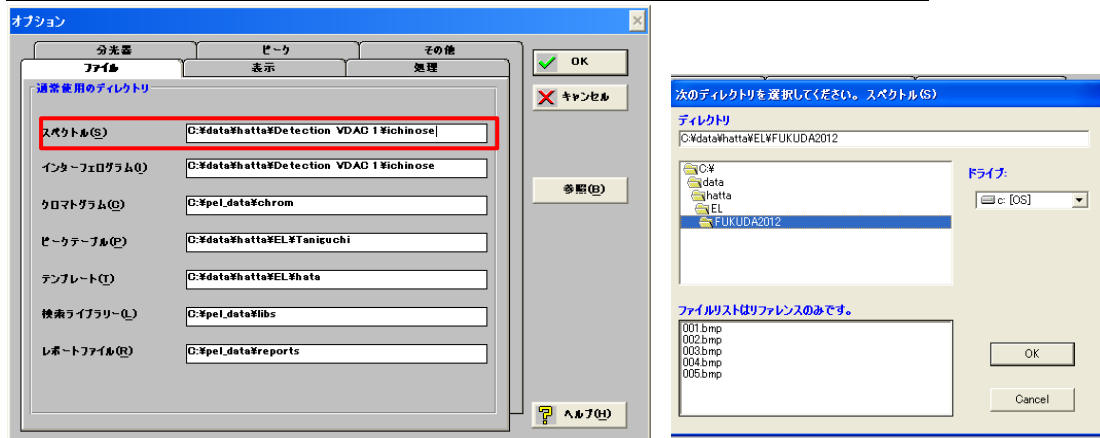 オプション
分光器 ピーク その他
ファイル 表示 処理
通常使用のディレクトリ
スペクトル(S) C:¥data¥hatta¥Detection VDAC 1¥ichinose
インターフェログラム(I) C:¥data¥hatta¥Detection VDAC 1¥ichinose
クロマトグラム(C) C:¥pel_data¥chrom
ピークテーブル(P) C:¥data¥hatta¥EL¥Taniguchi
テンプレート(T) C:¥data¥hatta¥EL¥hata
検索ライブラリー(L) C:¥pel_data¥libs
レポートファイル(R) C:¥pel_data¥reports
OK
キャンセル
参照(B)
ヘルプ(H)
次のディレクトリを選択してください。 スペクトル(S)
ディレクトリ
C:¥data¥hatta¥EL¥FUKUDA2012
C:¥
data
hatta
EL
FUKUDA2012
ドライブ:
c: [OS]
ファイルリストはリファレンスのみです。
001.bmp
002.bmp
003.bmp
004.bmp
005.bmp
OK
Cancel